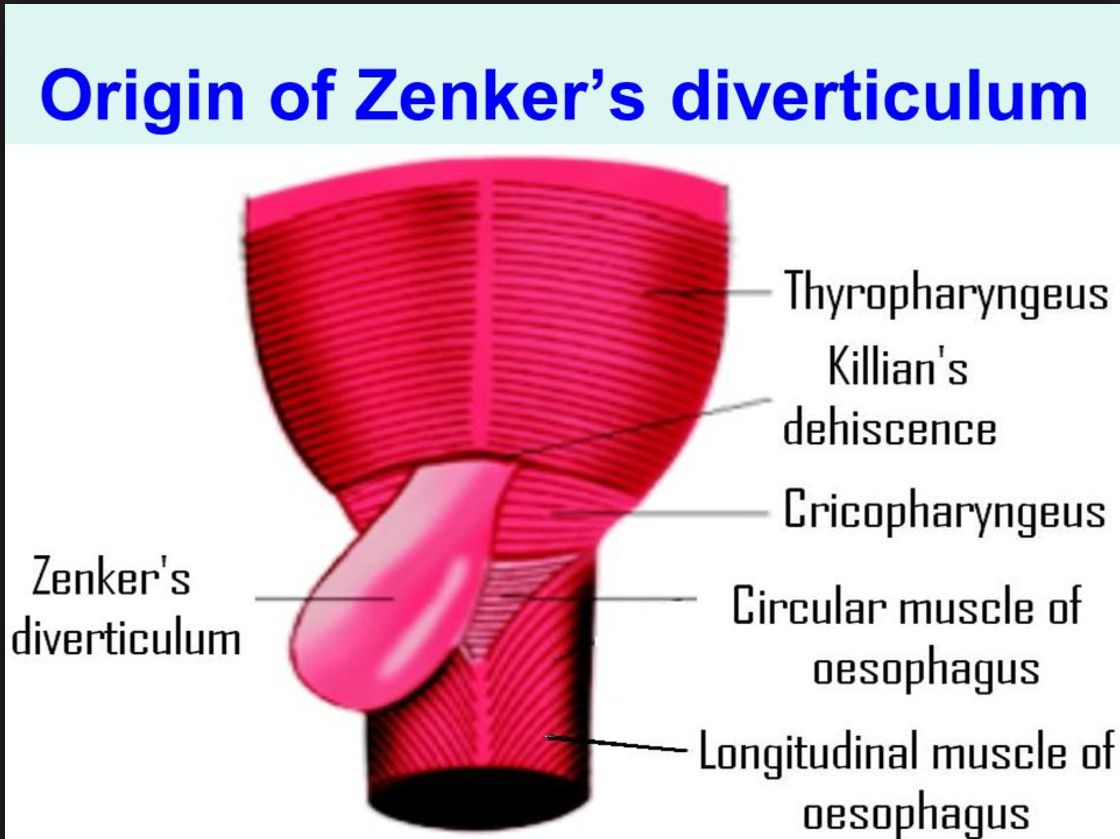 Origin of Zenker’s diverticulum
Thyropharyngeus
Killian's
dehiscence
Cricopharyngeus
Zenker's
diverticulum
Circular muscle of
oesophagus
Longitudinal muscle of
oesophagus